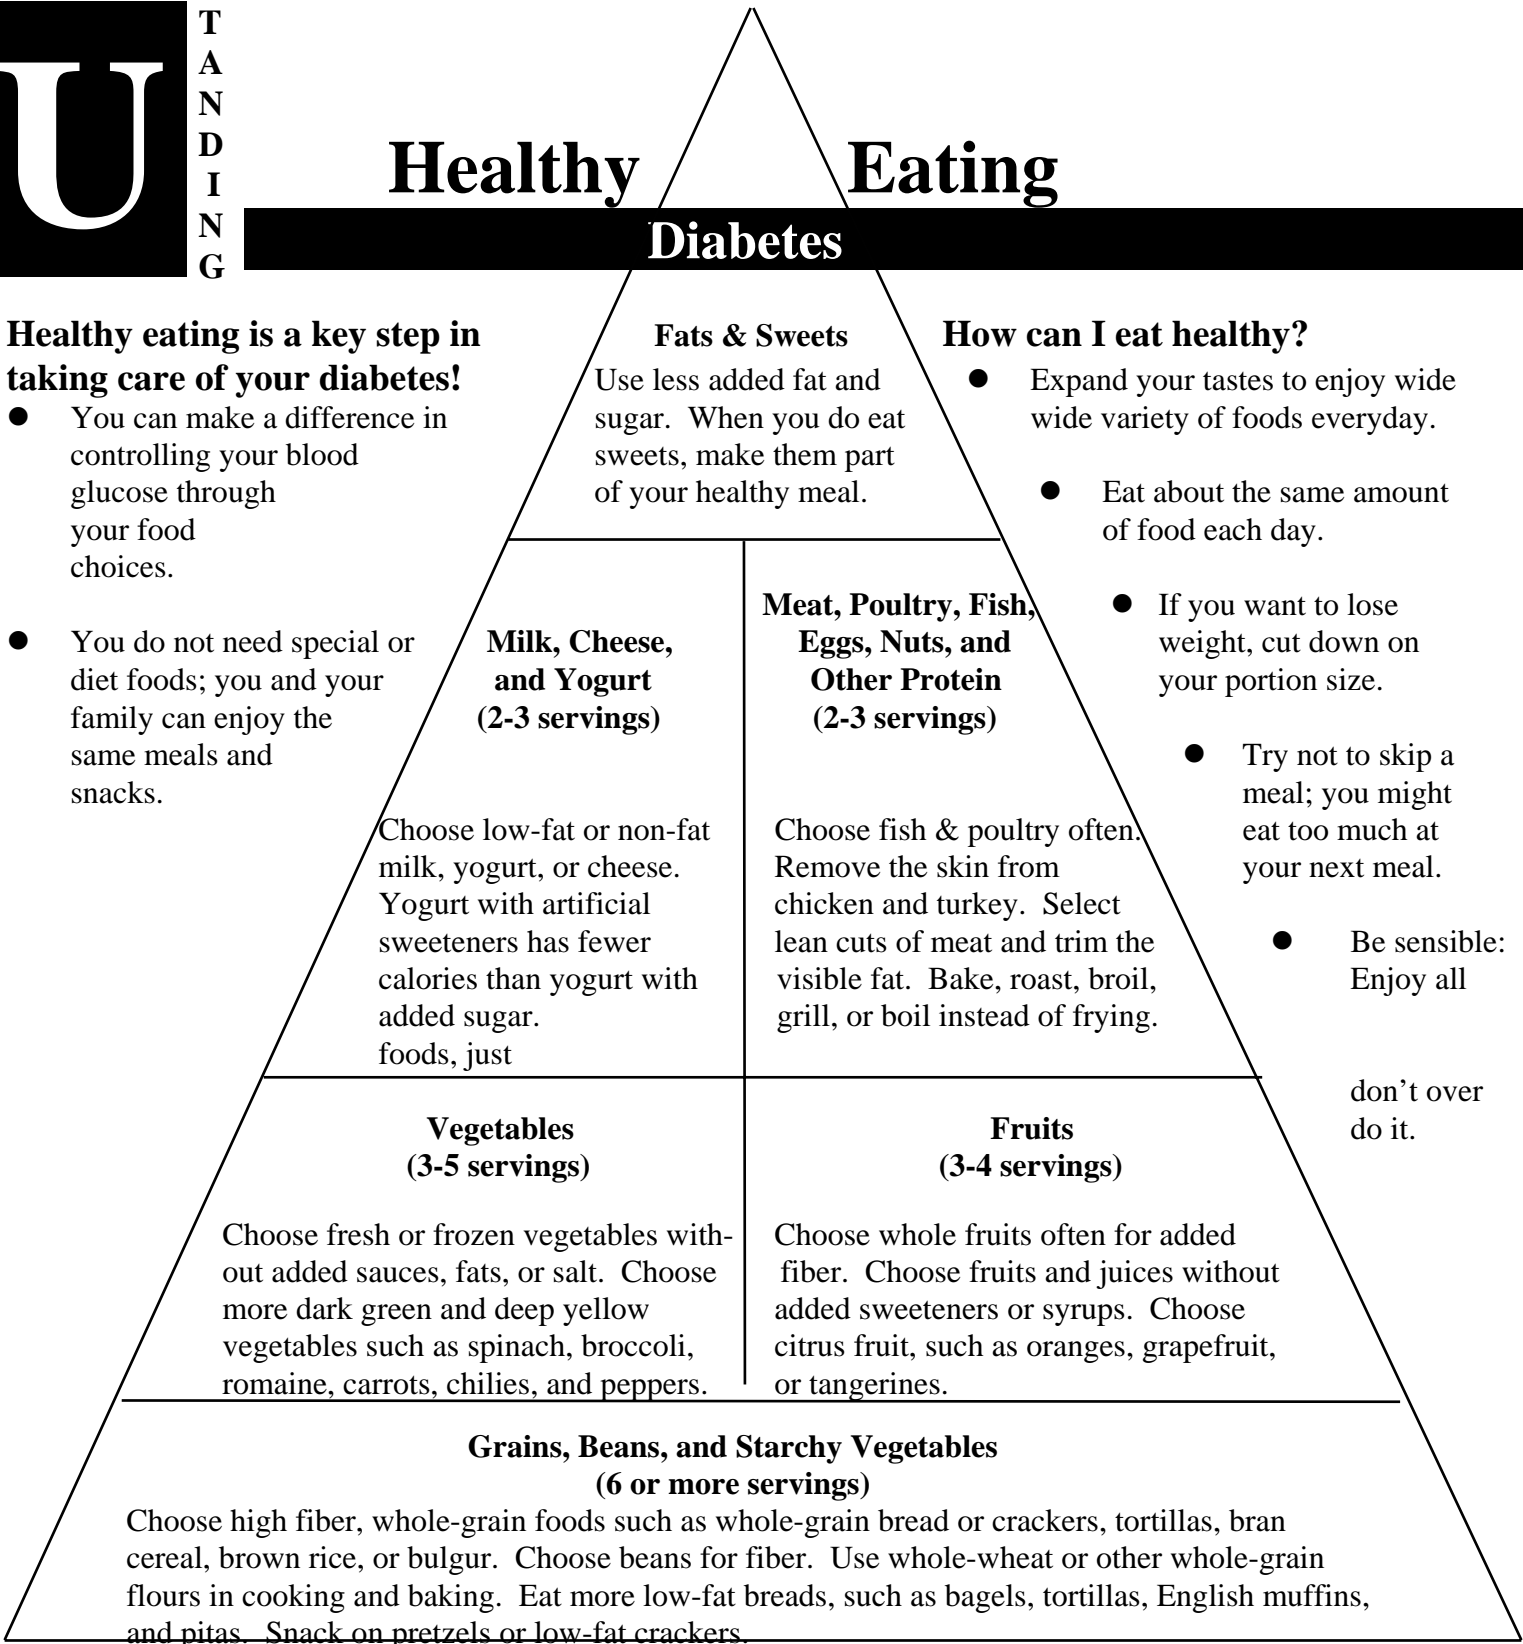 U
T
A
N
D
I
N
G
Healthy Eating
Diabetes
Healthy eating is a key step in
taking care of your diabetes!
● You can make a difference in
controlling your blood
glucose through
your food
choices.
● You do not need special or
diet foods; you and your
family can enjoy the
same meals and
snacks.
Fats & Sweets
Use less added fat and
sugar.  When you do eat
sweets, make them part
of your healthy meal.
How can I eat healthy?
● Expand your tastes to enjoy wide
wide variety of foods everyday.
● Eat about the same amount
of food each day.
● If you want to lose
weight, cut down on
your portion size.
● Try not to skip a
meal; you might
eat too much at
your next meal.
● Be sensible:
Enjoy all
don't over
do it.
Milk, Cheese,
and Yogurt
(2-3 servings)
Choose low-fat or non-fat
milk, yogurt, or cheese.
Yogurt with artificial
sweeteners has fewer
calories than yogurt with
added sugar.
foods, just
Meat, Poultry, Fish,
Eggs, Nuts, and
Other Protein
(2-3 servings)
Choose fish & poultry often.
Remove the skin from
chicken and turkey.  Select
lean cuts of meat and trim the
visible fat.  Bake, roast, broil,
grill, or boil instead of frying.
Vegetables
(3-5 servings)
Choose fresh or frozen vegetables with-
out added sauces, fats, or salt.  Choose
more dark green and deep yellow
vegetables such as spinach, broccoli,
romaine, carrots, chilies, and peppers.
Fruits
(3-4 servings)
Choose whole fruits often for added
fiber.  Choose fruits and juices without
added sweeteners or syrups.  Choose
citrus fruit, such as oranges, grapefruit,
or tangerines.
Grains, Beans, and Starchy Vegetables
(6 or more servings)
Choose high fiber, whole-grain foods such as whole-grain bread or crackers, tortillas, bran
cereal, brown rice, or bulgur.  Choose beans for fiber.  Use whole-wheat or other whole-grain
flours in cooking and baking.  Eat more low-fat breads, such as bagels, tortillas, English muffins,
and pitas.  Snack on pretzels or low-fat crackers.